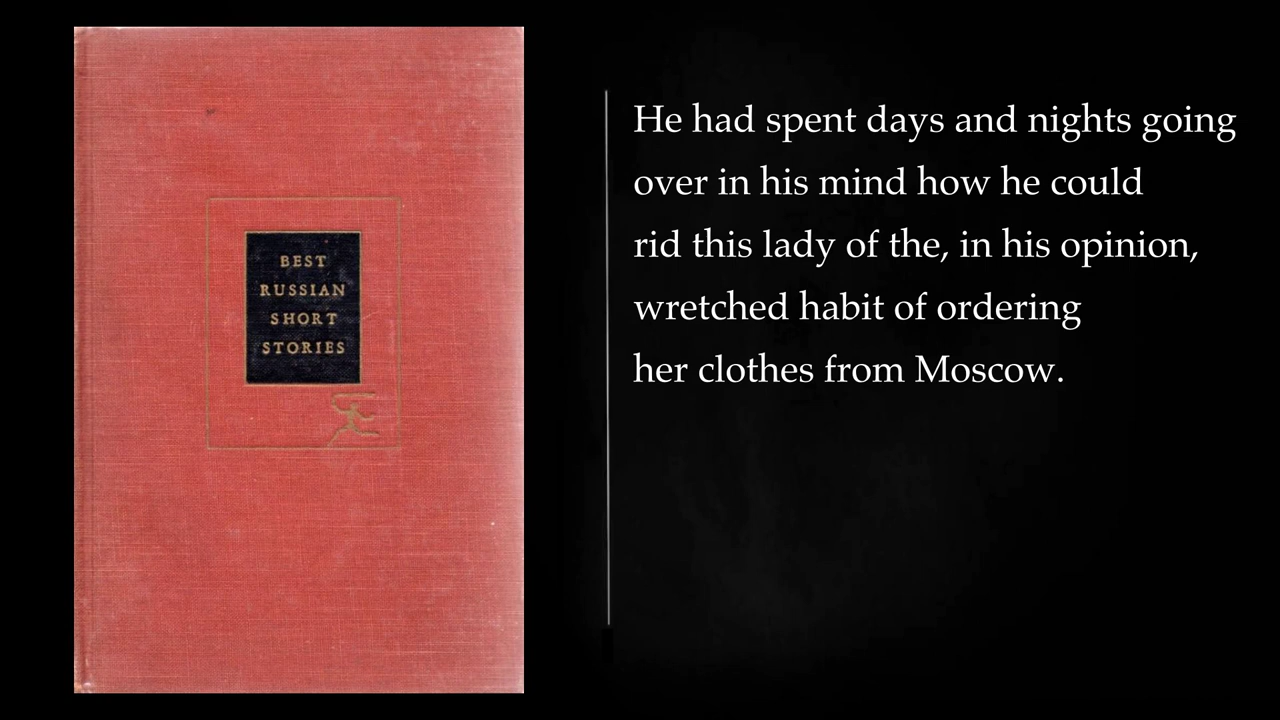 BEST
RUSSIAN
SHORT
STORIES
He had spent days and nights going
over in his mind how he could
rid this lady of the, in his opinion,
wretched habit of ordering
her clothes from Moscow.